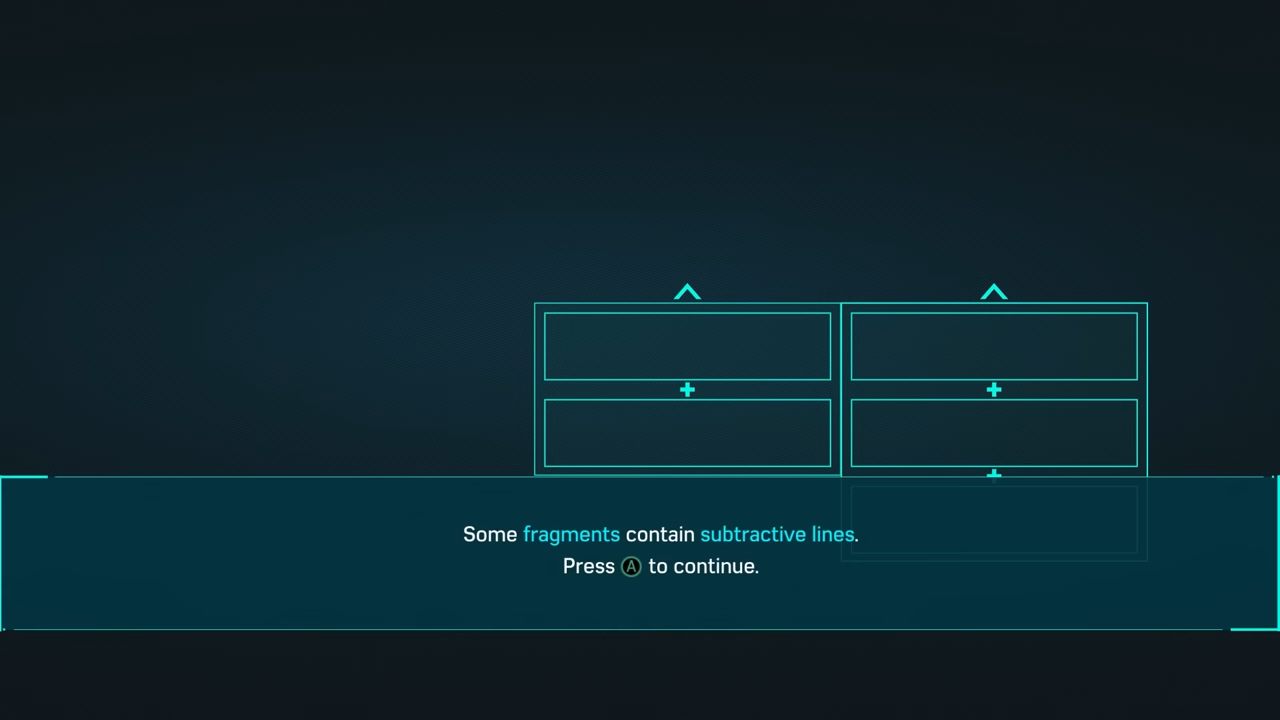 Some fragments contain subtractive lines.
Press A to continue.